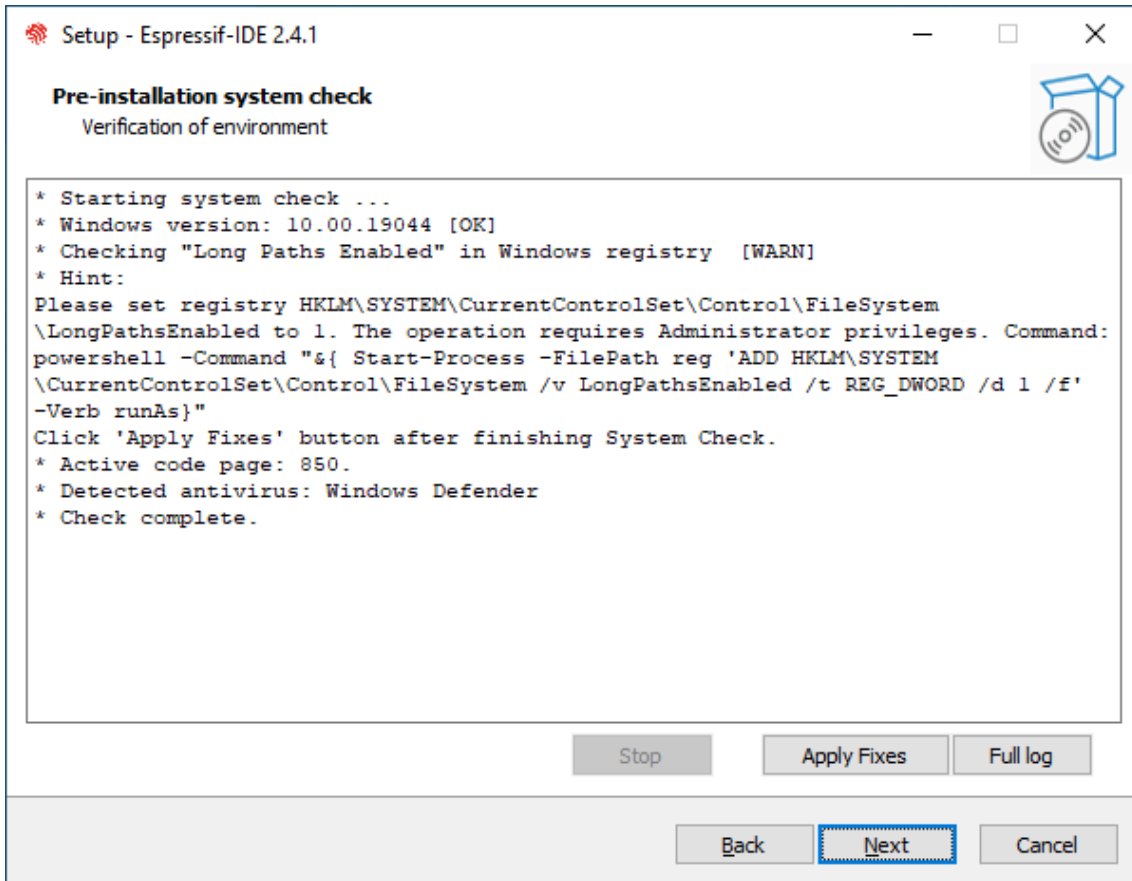 Setup - Espressif-IDE 2.4.1
Pre-installation system check
Verification of environment
* Starting system check ...
* Windows version: 10.00.19044 [OK]
* Checking "Long Paths Enabled" in Windows registry  [WARN]
* Hint:
Please set registry HKLM\SYSTEM\CurrentControlSet\Control\FileSystem
\LongPathsEnabled to 1. The operation requires Administrator privileges. Command:
powershell -Command "&{ Start-Process -FilePath reg 'ADD HKLM\SYSTEM
\CurrentControlSet\Control\FileSystem /v LongPathsEnabled /t REG_DWORD /d 1 /f'
-Verb runAs}"
Click 'Apply Fixes' button after finishing System Check.
* Active code page: 850.
* Detected antivirus: Windows Defender
* Check complete.
Stop Apply Fixes Full log
Back Next Cancel